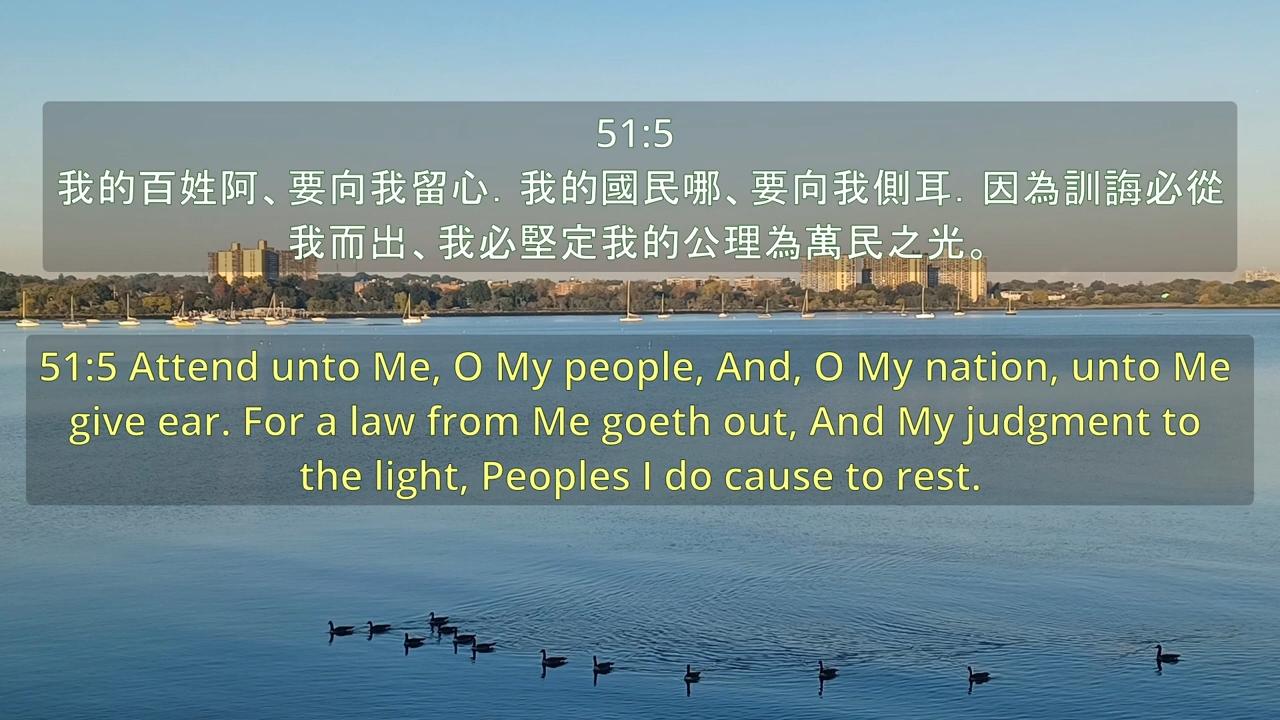 51:5
我的百姓阿、要向我留心. 我的國民哪、要向我側耳. 因為訓誨必從
我而出、我必堅定我的公理為萬民之光。
51:5 Attend unto Me, O My people, And, O My nation, unto Me
give ear. For a law from Me goeth out, And My judgment to
the light, Peoples I do cause to rest.